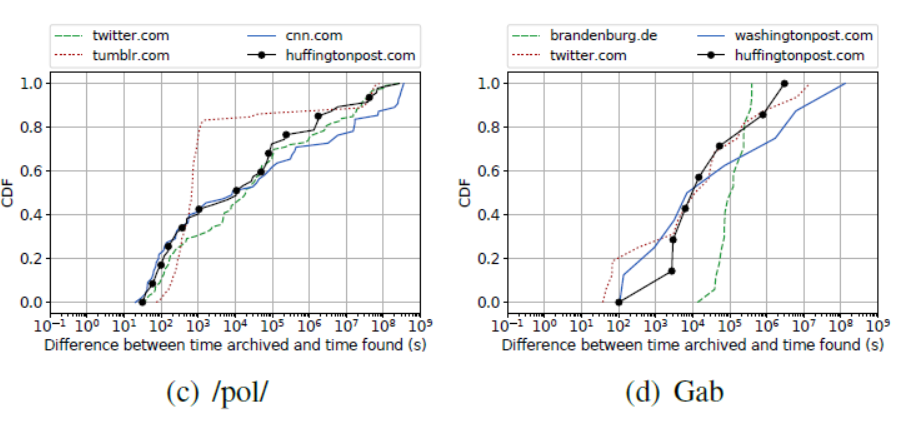 twitter.com cnn.com
tumblr.com huffingtonpost.com
1.0
0.8
0.6
0.4
0.2
0.0
CDF
10⁻¹ 10⁰ 10¹ 10² 10³ 10⁴ 10⁵ 10⁶ 10⁷ 10⁸ 10⁹
Difference between time archived and time found (s)
(c) /pol/
brandenburg.de washingtonpost.com
twitter.com huffingtonpost.com
1.0
0.8
0.6
0.4
0.2
0.0
CDF
10⁻¹ 10⁰ 10¹ 10² 10³ 10⁴ 10⁵ 10⁶ 10⁷ 10⁸ 10⁹
Difference between time archived and time found (s)
(d) Gab